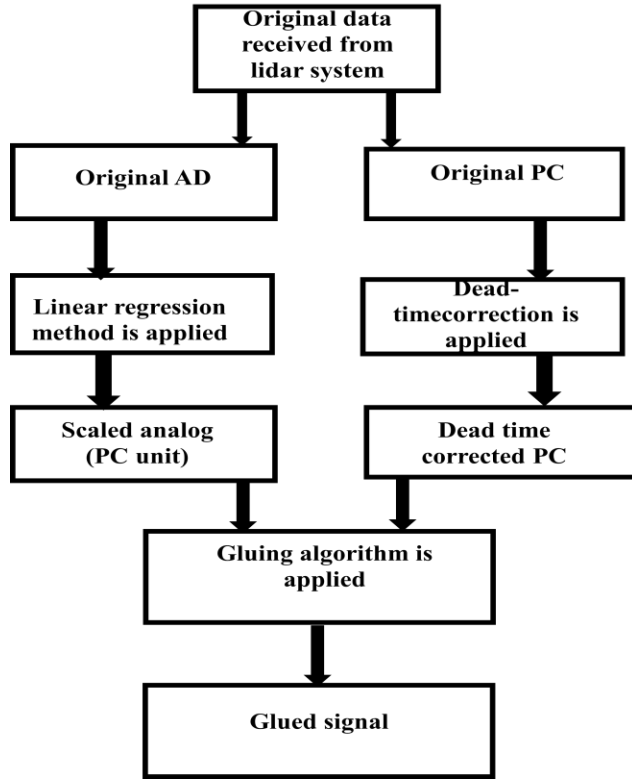 Original data
received from
lidar system
Original AD
Original PC
Linear regression
method is applied
Dead-
timecorrection is
applied
Scaled analog
(PC unit)
Dead time
corrected PC
Gluing algorithm is
applied
Glued signal